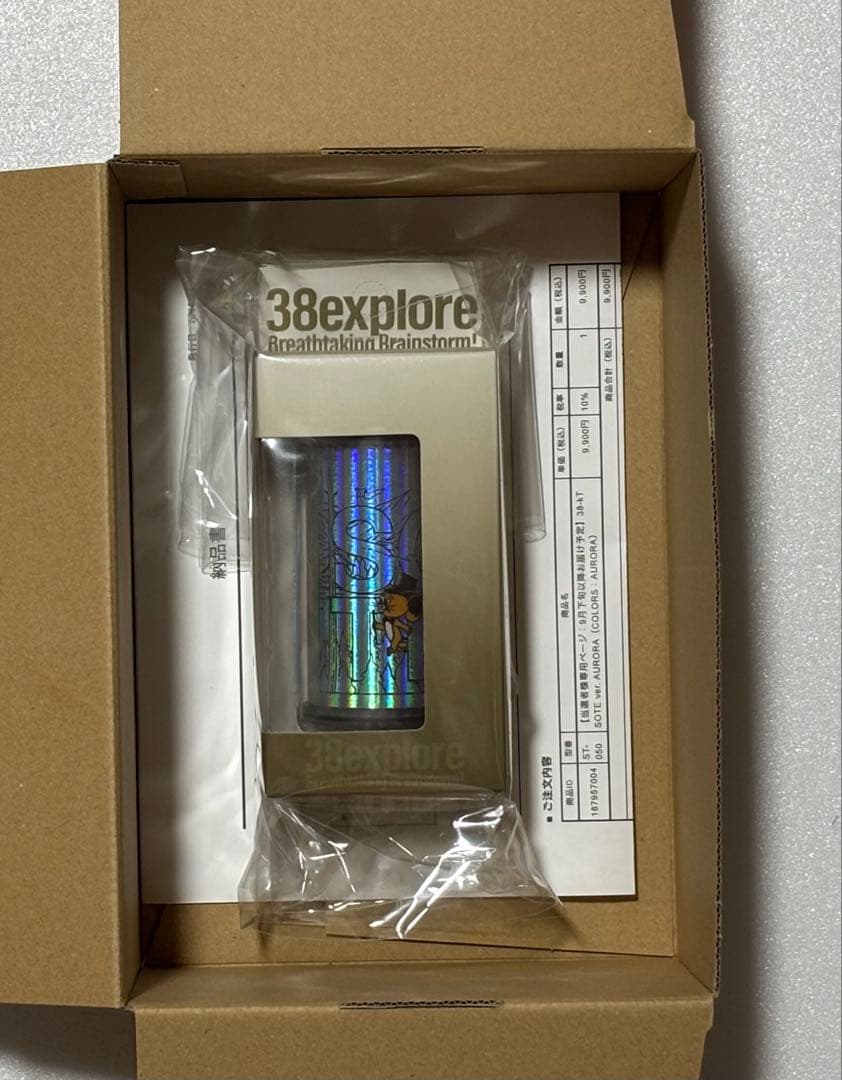 38explore
Breathtaking Brainstorm!
38explore
納品書
発行日
■ ご注文内容
商品ID 型番 商品名 単価（税込） 税率 数量 金額（税込）
187957004 ST-050 【当選者様専用ページ：9月下旬以降お届け予定】38-kT 9,900円 10% 1 9,900円
SOTE ver. AURORA（COLORS：AURORA）
商品合計（税込） 9,900円